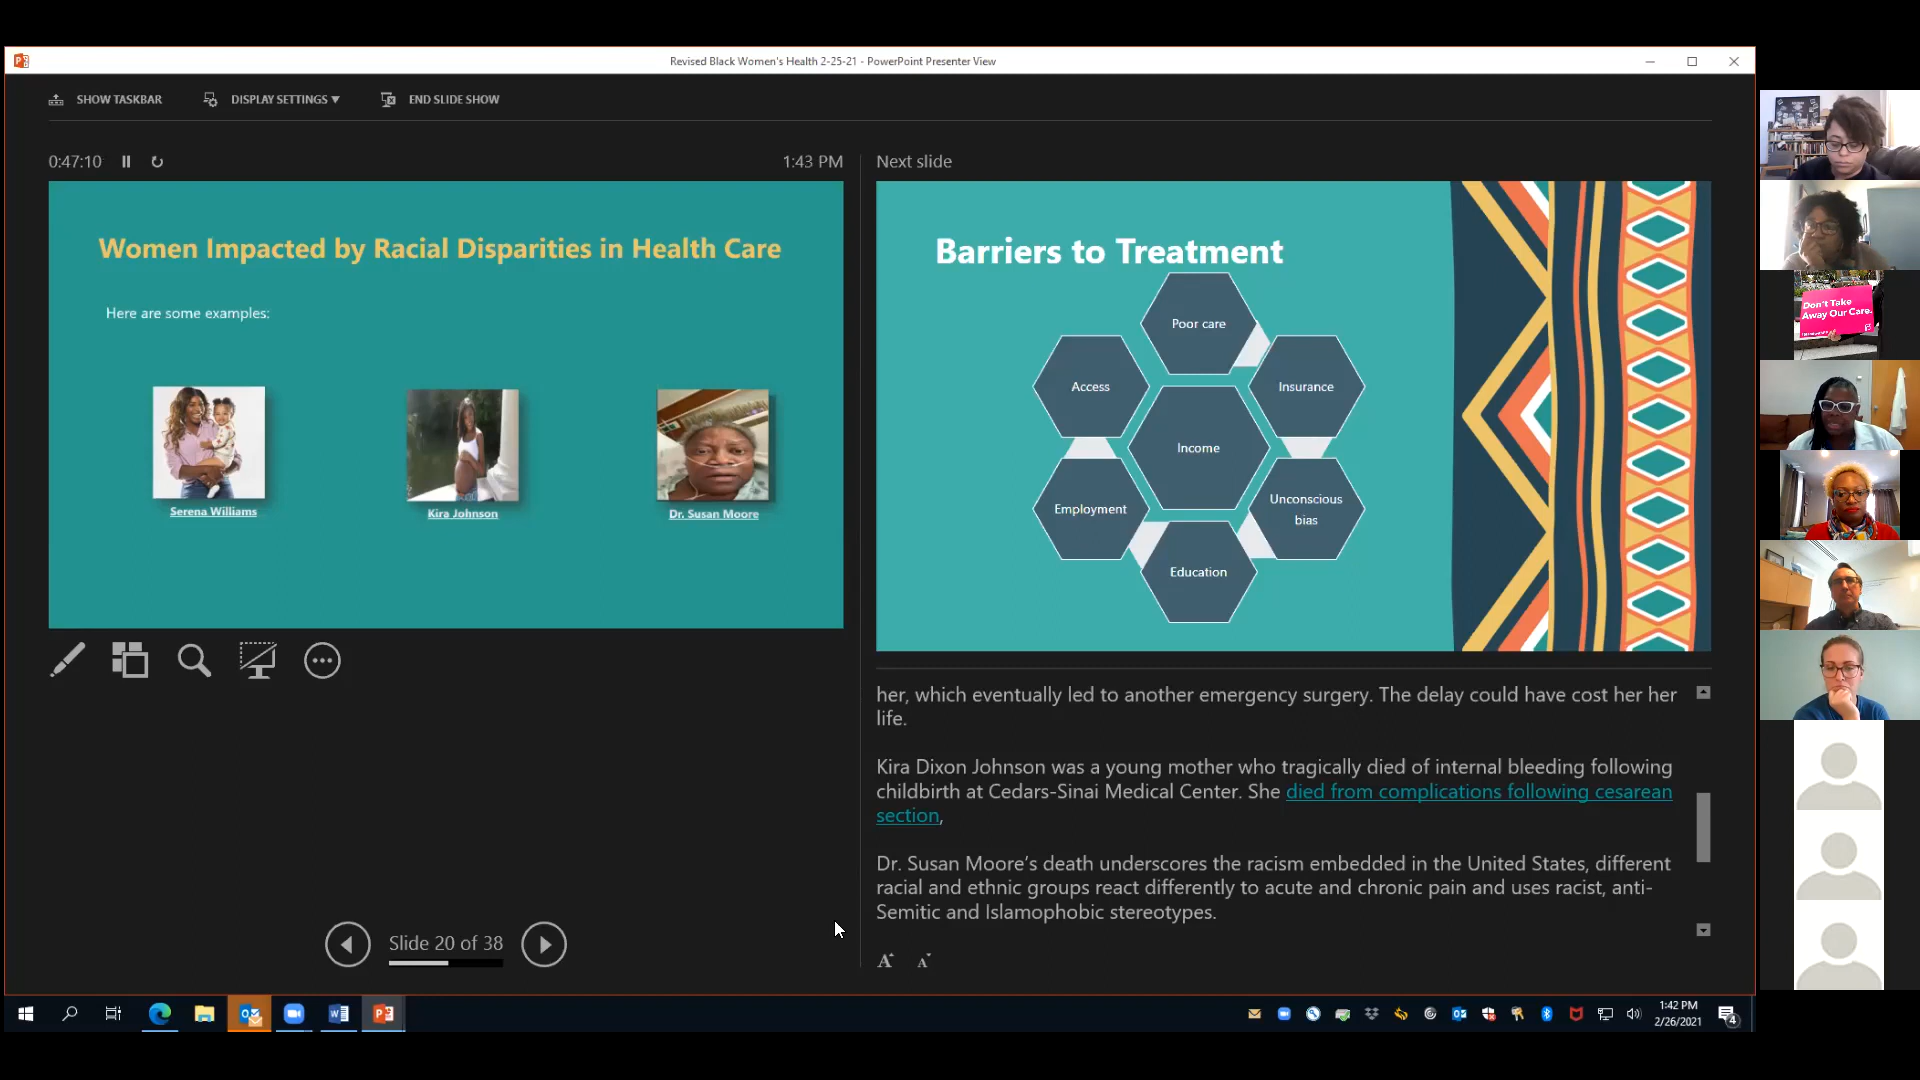 Revised Black Women's Health 2-25-21 - PowerPoint Presenter View
SHOW TASKBAR
DISPLAY SETTINGS ▼
END SLIDE SHOW
0:47:10
1:43 PM
Next slide
Women Impacted by Racial Disparities in Health Care
Here are some examples:
Serena Williams
Kira Johnson
Dr. Susan Moore
Barriers to Treatment
Poor care
Access
Insurance
Income
Employment
Unconscious
bias
Education
her, which eventually led to another emergency surgery. The delay could have cost her her
life.
Kira Dixon Johnson was a young mother who tragically died of internal bleeding following
childbirth at Cedars-Sinai Medical Center. She died from complications following cesarean
section,
Dr. Susan Moore's death underscores the racism embedded in the United States, different
racial and ethnic groups react differently to acute and chronic pain and uses racist, anti-
Semitic and Islamophobic stereotypes.
Slide 20 of 38
A A
Don't Take
Away Our Care.
1:42 PM
2/26/2021
4